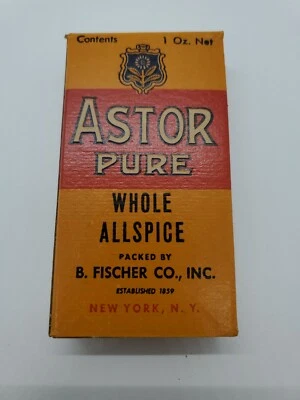 Contents 1 Oz. Net
ASTOR
PURE
WHOLE
ALLSPICE
PACKED BY
B. FISCHER CO., INC.
ESTABLISHED 1859
NEW YORK, N. Y.